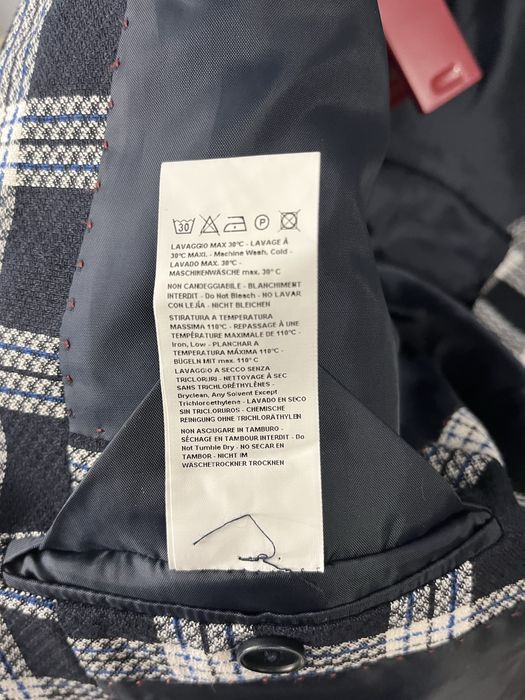 30 P
LAVAGGIO MAX 30°C - LAVAGE À
30°C MAXI. - Machine Wash, Cold -
LAVADO MAX. 30°C -
MASCHINENWÄSCHE max. 30° C
NON CANDEGGIABILE - BLANCHIMENT
INTERDIT - Do Not Bleach - NO LAVAR
CON LEJÍA - NICHT BLEICHEN
STIRATURA A TEMPERATURA
MASSIMA 110°C - REPASSAGE À UNE
TEMPÉRATURE MAXIMALE DE 110°C -
Iron, Low - PLANCHAR A
TEMPERATURA MÁXIMA 110°C -
BÜGELN MIT max. 110° C
LAVAGGIO A SECCO SENZA
TRICLORURI - NETTOYAGE À SEC
SANS TRICLORÉTHYLÈNES -
Dryclean, Any Solvent Except
Trichloroethylene - LAVADO EN SECO
SIN TRICLORUROS - CHEMISCHE
REINIGUNG OHNE TRICHLORATHYLEN
NON ASCIUGARE IN TAMBURO -
SÉCHAGE EN TAMBOUR INTERDIT - Do
Not Tumble Dry - NO SECAR EN
TAMBOR - NICHT IM
WASCHETROCKNER TROCKNEN